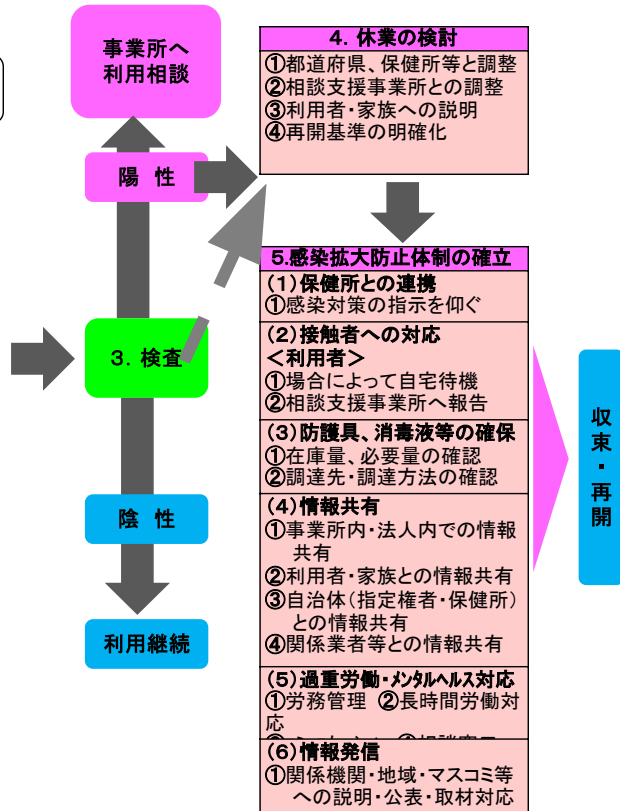 事業所へ
利用相談
陽 性
3．検査
陰 性
利用継続
4．休業の検討
①都道府県、保健所等と調整
②相談支援事業所との調整
③利用者・家族への説明
④再開基準の明確化
5.感染拡大防止体制の確立
(1)保健所との連携
①感染対策の指示を仰ぐ
(2)接触者への対応
＜利用者＞
①場合によって自宅待機
②相談支援事業所へ報告
(3)防護具、消毒液等の確保
①在庫量、必要量の確認
②調達先・調達方法の確認
(4)情報共有
①事業所内・法人内での情報
共有
②利用者・家族との情報共有
③自治体（指定権者・保健所）
との情報共有
④関係業者等との情報共有
(5)過重労働・メンタルヘルス対応
①労務管理 ②長時間労働対
応
(6)情報発信
①関係機関・地域・マスコミ等
への説明・公表・取材対応
収束・再開